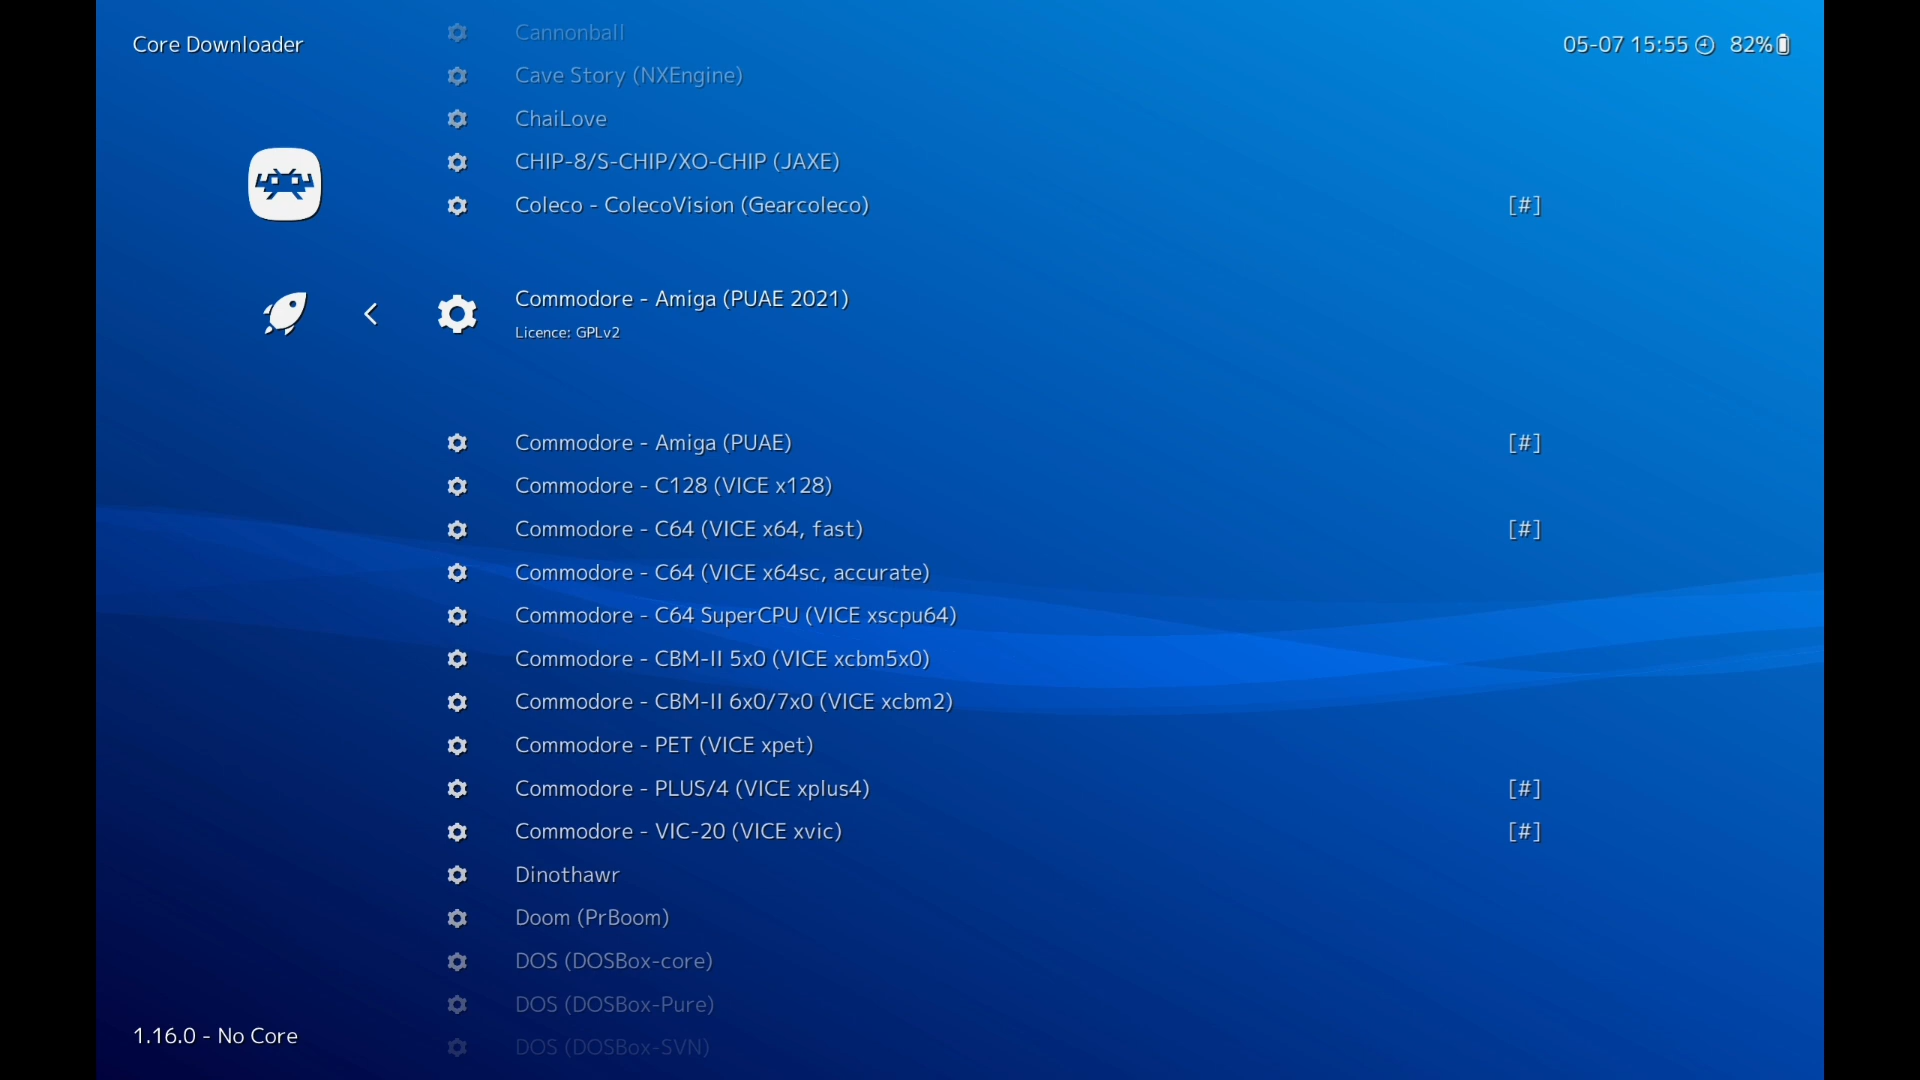 Core Downloader
05-07 15:55 82%
Cannonball
Cave Story (NXEngine)
ChaiLove
CHIP-8/S-CHIP/XO-CHIP (JAXE)
Coleco - ColecoVision (Gearcoleco) [#]
Commodore - Amiga (PUAE 2021)
Licence: GPLv2
Commodore - Amiga (PUAE) [#]
Commodore - C128 (VICE x128)
Commodore - C64 (VICE x64, fast) [#]
Commodore - C64 (VICE x64sc, accurate)
Commodore - C64 SuperCPU (VICE xscpu64)
Commodore - CBM-II 5x0 (VICE xcbm5x0)
Commodore - CBM-II 6x0/7x0 (VICE xcbm2)
Commodore - PET (VICE xpet)
Commodore - PLUS/4 (VICE xplus4) [#]
Commodore - VIC-20 (VICE xvic) [#]
Dinothawr
Doom (PrBoom)
DOS (DOSBox-core)
DOS (DOSBox-Pure)
DOS (DOSBox-SVN)
1.16.0 - No Core